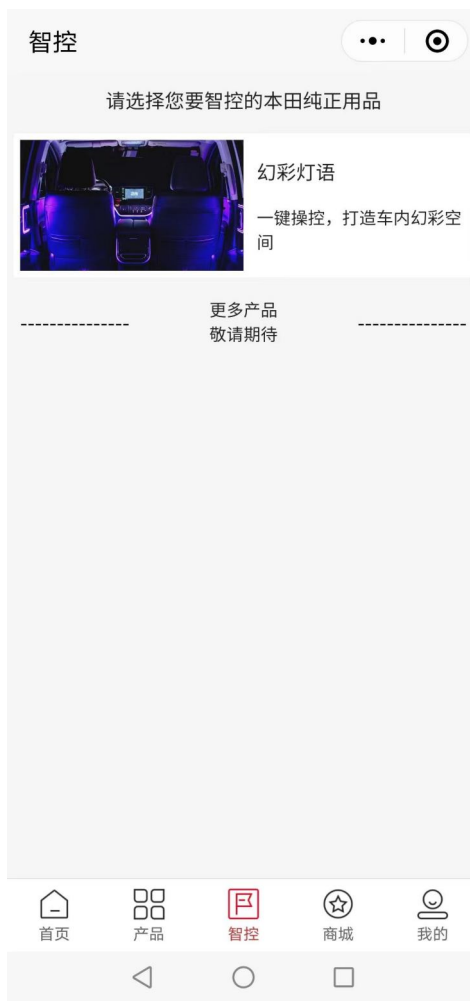 智控
请选择您要智控的本田纯正用品
幻彩灯语
一键操控，打造车内幻彩空
间
更多产品
敬请期待
首页
产品
智控
商城
我的